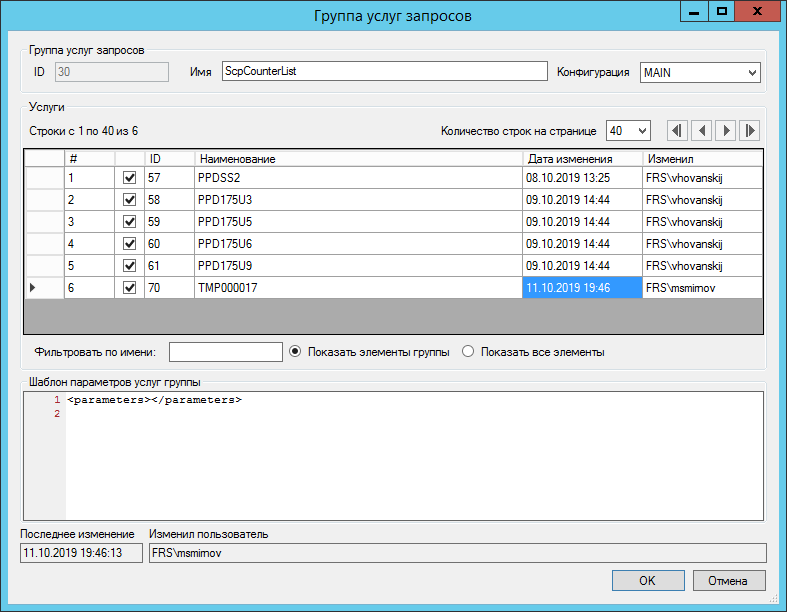 Группа услуг запросов
Группа услуг запросов
ID 30 Имя ScpCounterList Конфигурация MAIN
Услуги
Строки с 1 по 40 из 6 Количество строк на странице 40
# ID Наименование Дата изменения Изменил
1 57 PPDSS2 08.10.2019 13:25 FRS\vhovanskij
2 58 PPD175U3 09.10.2019 14:44 FRS\vhovanskij
3 59 PPD175U5 09.10.2019 14:44 FRS\vhovanskij
4 60 PPD175U6 09.10.2019 14:44 FRS\vhovanskij
5 61 PPD175U9 09.10.2019 14:44 FRS\vhovanskij
6 70 TMP000017 11.10.2019 19:46 FRS\msmirnov
Фильтровать по имени: Показать элементы группы Показать все элементы
Шаблон параметров услуг группы
1 <parameters></parameters>
2
Последнее изменение Изменил пользователь
11.10.2019 19:46:13 FRS\msmirnov
OK Отмена